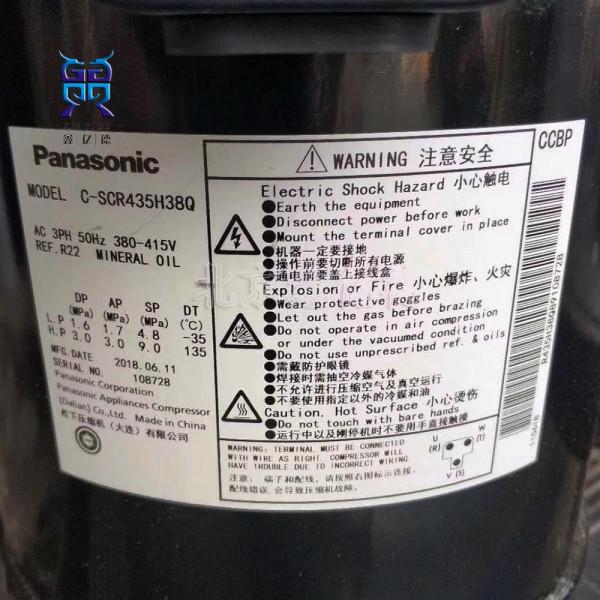 鑫亿德
Panasonic
MODEL C-SCR435H38Q
AC 3PH 50Hz 380-415V
REF. R22 MINERAL OIL
DP AP SP DT
(MPa) (MPa) (MPa) (℃)
L.P 1.6 1.7 4.8 -35
H.P 3.0 3.0 9.0 135
MFG.DATE 2018.06.11
SERIAL NO. 108728
Panasonic Corporation
Panasonic Appliances Compressor
(Dalian) Co.,Ltd. Made in China
松下压缩机（大连）有限公司
WARNING 注意安全
Electric Shock Hazard 小心触电
●Earth the equipment
●Disconnect power before work
●Mount the terminal cover in place
●机器一定要接地
●操作前要切断所有电源
●通电前要盖上接线盒
Explosion or Fire 小心爆炸、火灾
●Wear protective goggles
●Let out the gas before brazing
●Do not operate in air compression
or under the vacuumed condition
●Do not use unprescribed ref. & oils
●需戴防护眼镜
●焊接时需抽空冷媒气体
●不允许进行压缩空气及真空运行
●不要使用指定以外的冷媒和油
Caution. Hot Surface 小心烫伤
●Do not touch with bare hands
●运行中以及刚停机时不要用手直接触摸
WARNING: TERMINAL MUST BE CONNECTED
WITH WIRE AS RIGHT. COMPRESSOR WILL
HAVE TROUBLE DUE TO INCORRECT WIRING.
注意：端子和配线，请按照右图标示连接，
配线错误，会导致压缩机故障。
U
(R)
W
(T)
V (S)
CCBP
北京